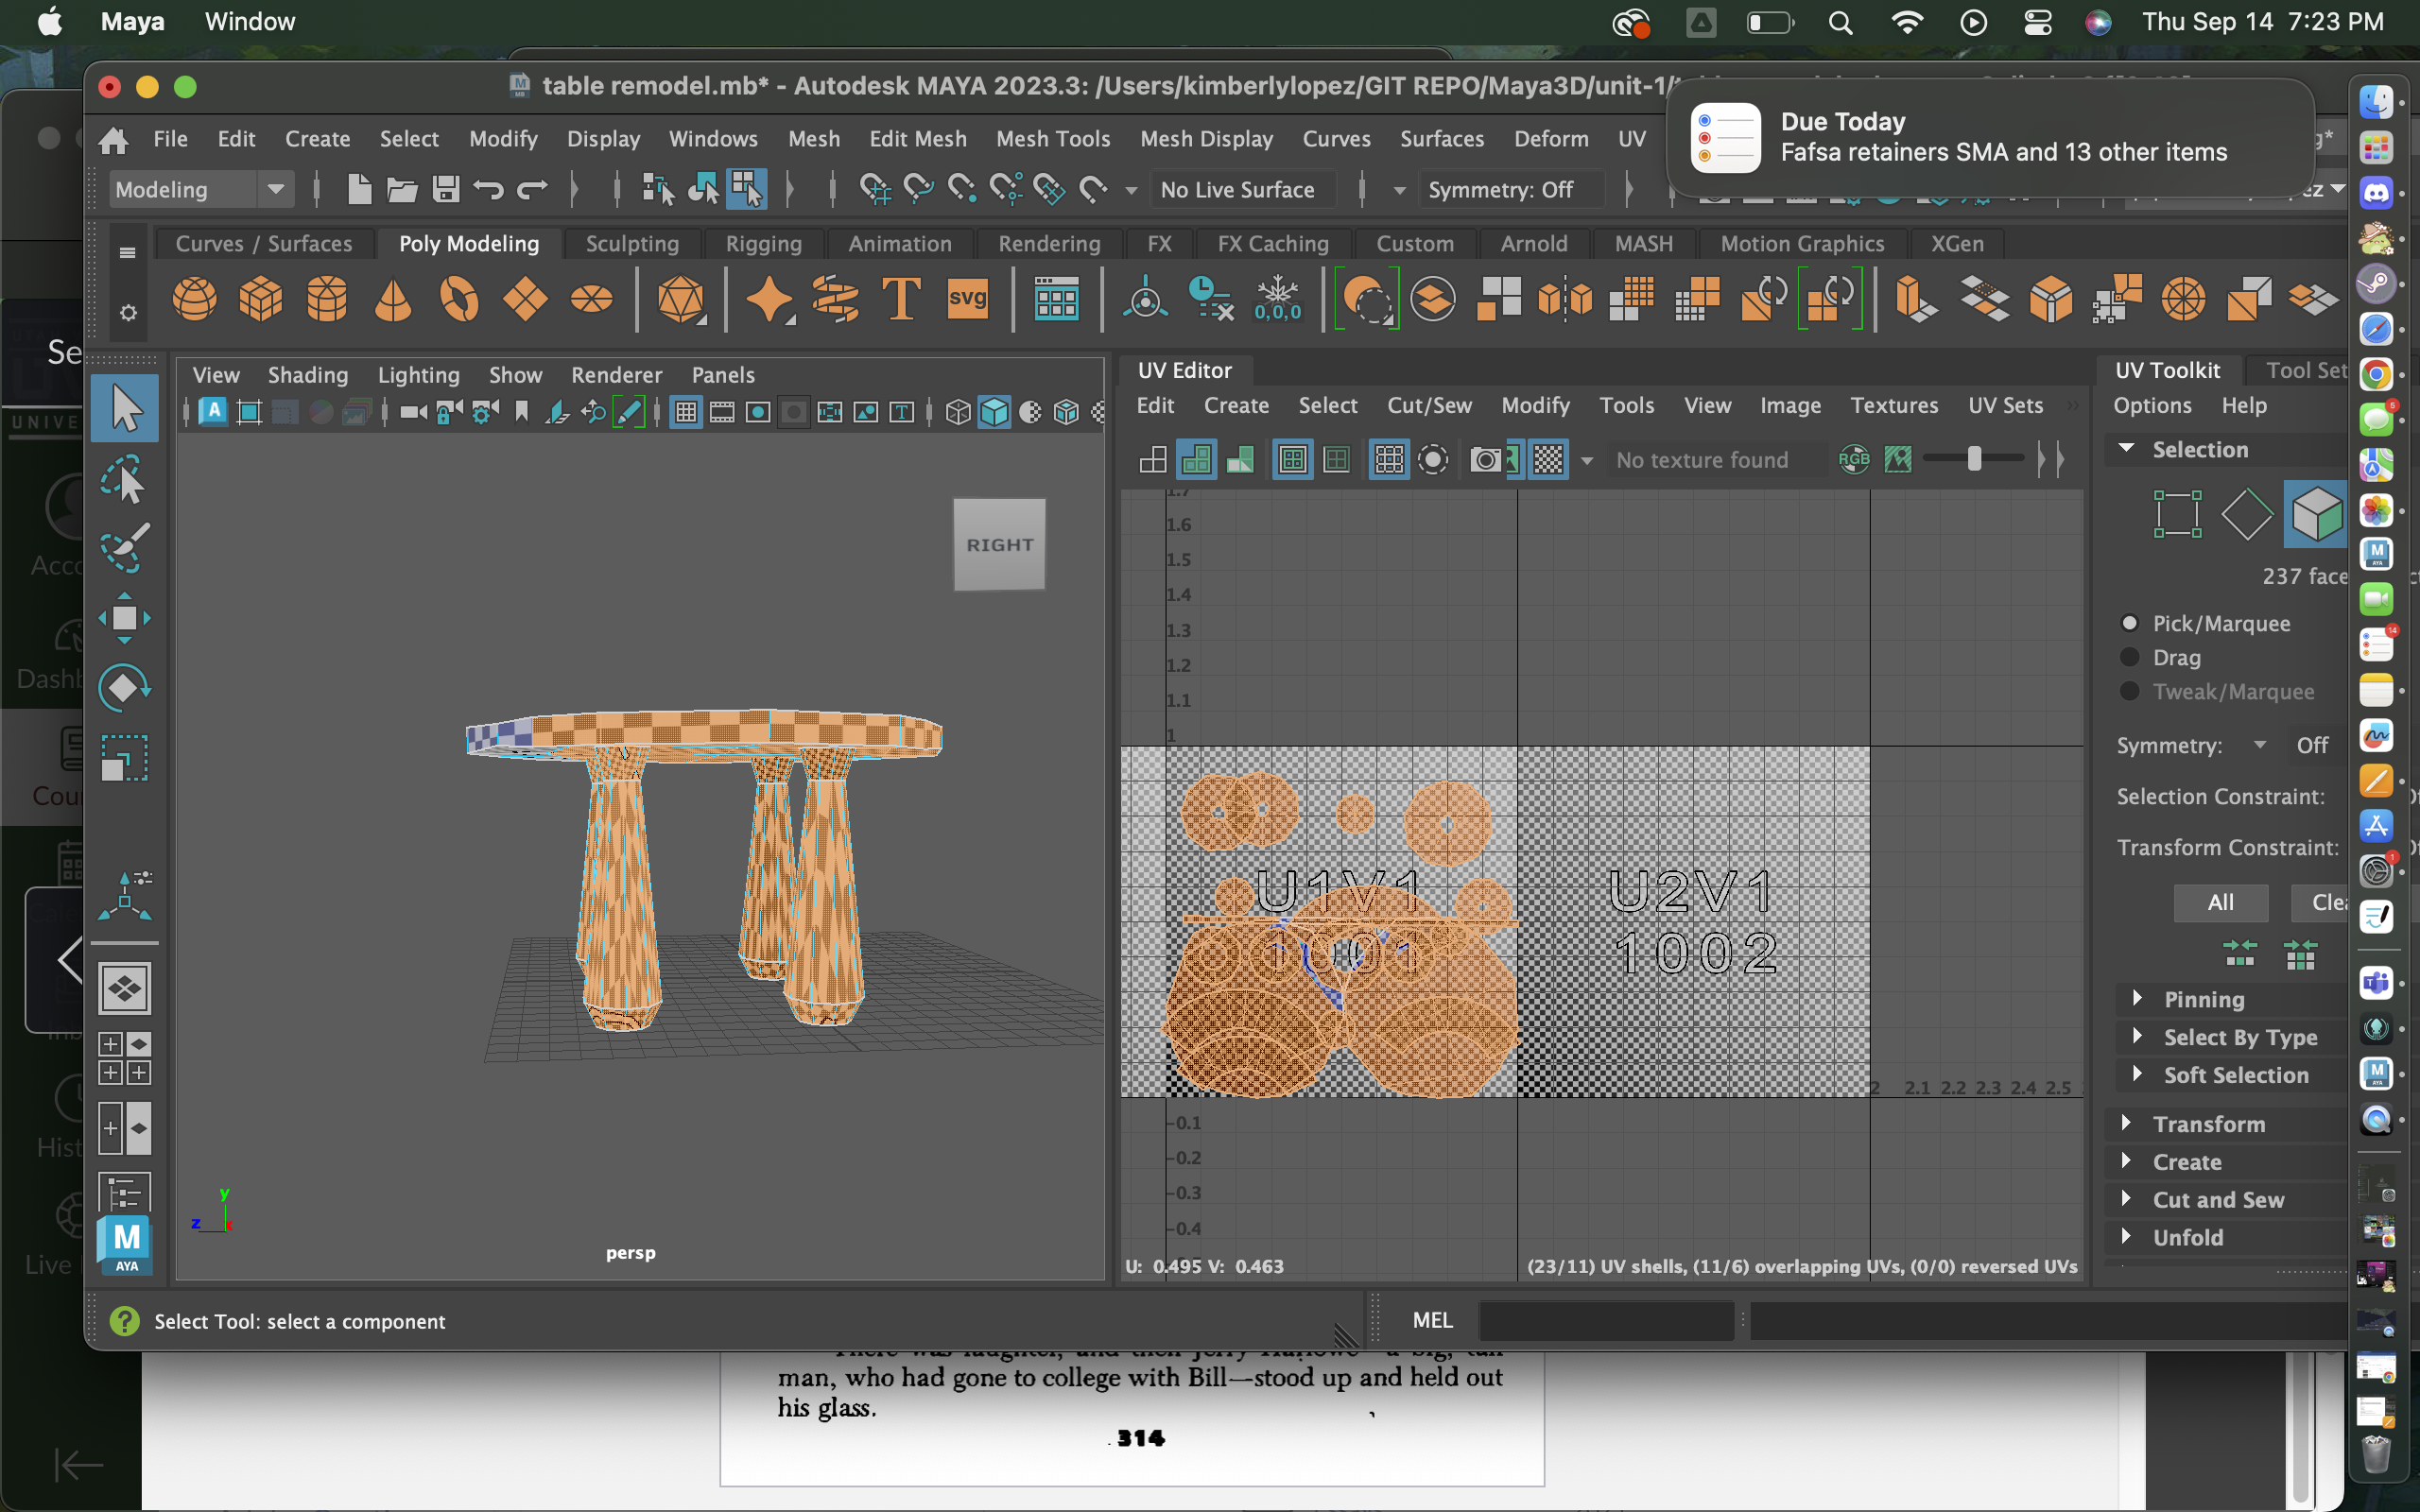 Maya Window
Thu Sep 14 7:23 PM
table remodel.mb* - Autodesk MAYA 2023.3: /Users/kimberlylopez/GIT REPO/Maya3D/unit-1/
Due Today
Fafsa retainers SMA and 13 other items
File Edit Create Select Modify Display Windows Mesh Edit Mesh Mesh Tools Mesh Display Curves Surfaces Deform UV
Modeling
No Live Surface
Symmetry: Off
Curves / Surfaces Poly Modeling Sculpting Rigging Animation Rendering FX FX Caching Custom Arnold MASH Motion Graphics XGen
T
svg
0,0,0
View Shading Lighting Show Renderer Panels
RIGHT
persp
y
z
x
UV Editor
Edit Create Select Cut/Sew Modify Tools View Image Textures UV Sets
No texture found
RGB
1.7
1.6
1.5
1.4
1.3
1.2
1.1
1
U1V1
1001
U2V1
1002
2 2.1 2.2 2.3 2.4 2.5
-0.1
-0.2
-0.3
-0.4
U: 0.495 V: 0.463
(23/11) UV shells, (11/6) overlapping UVs, (0/0) reversed UVs
UV Toolkit Tool Set
Options Help
Selection
237 face
Pick/Marquee
Drag
Tweak/Marquee
Symmetry: Off
Selection Constraint:
Transform Constraint:
All
Clea
Pinning
Select By Type
Soft Selection
Transform
Create
Cut and Sew
Unfold
M
AYA
Select Tool: select a component
MEL
Se
UNIVE
Acco
Dashb
Cour
Hist
Live
man, who had gone to college with Bill—stood up and held out
his glass.
314